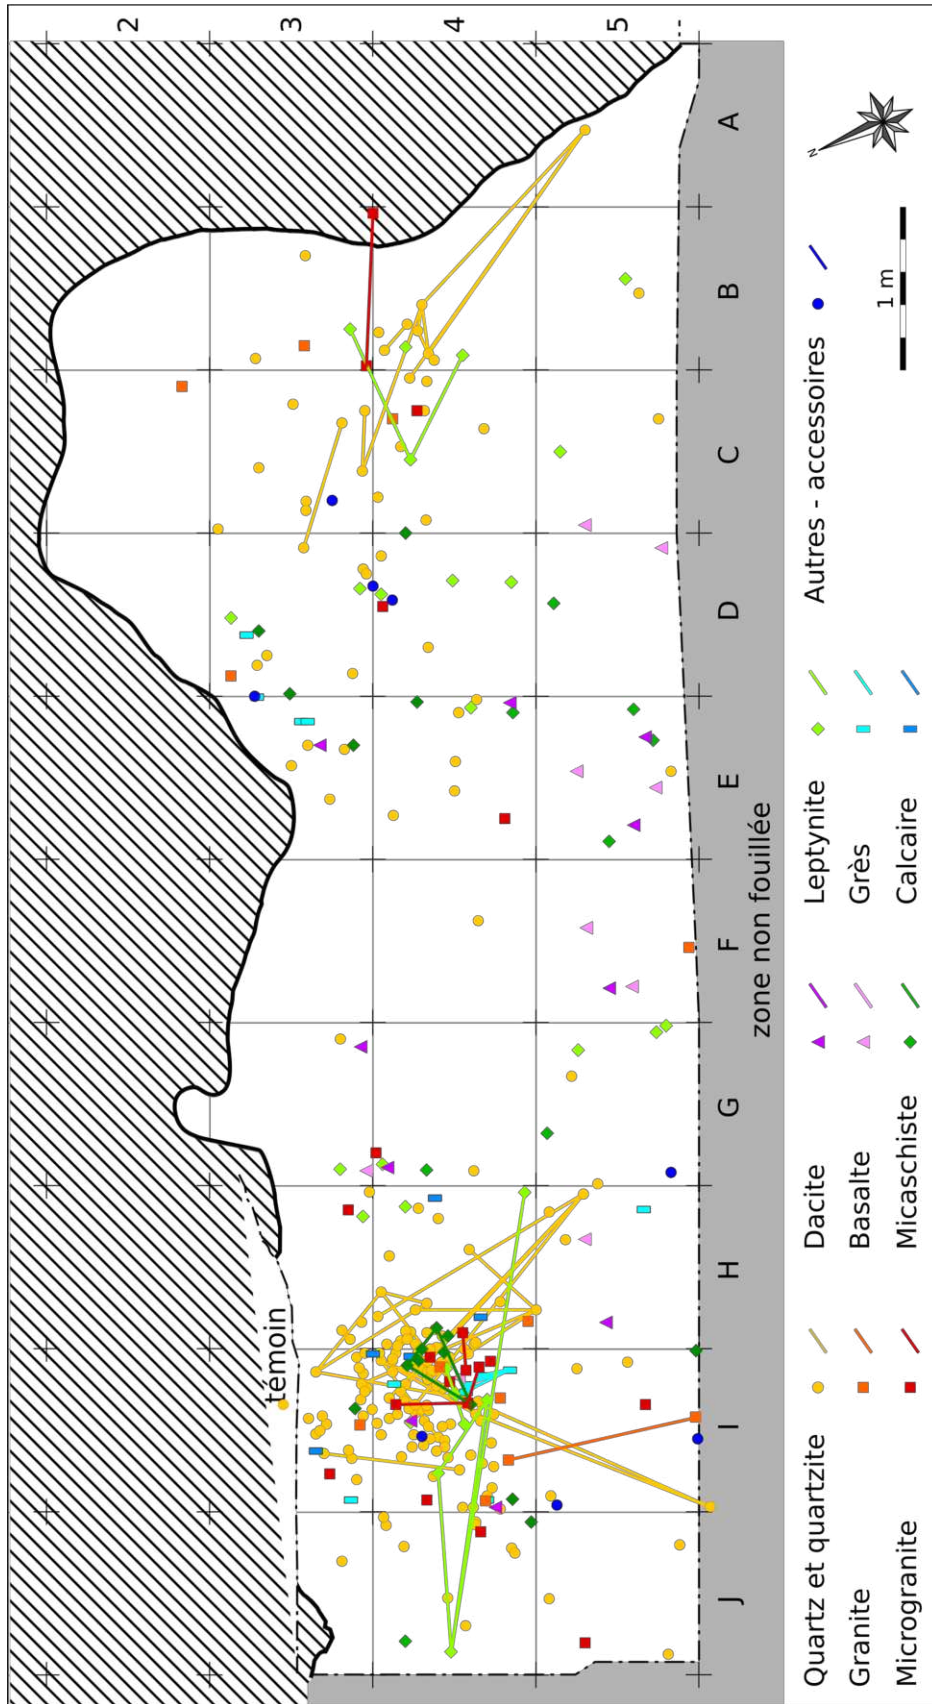 2
3
4
5
A
B
C
D
E
F
G
H
I
J
témoin
zone non fouillée
N
1 m
Quartz et quartzite
Granite
Microgranite
Dacite
Basalte
Micaschiste
Leptynite
Grès
Calcaire
Autres - accessoires